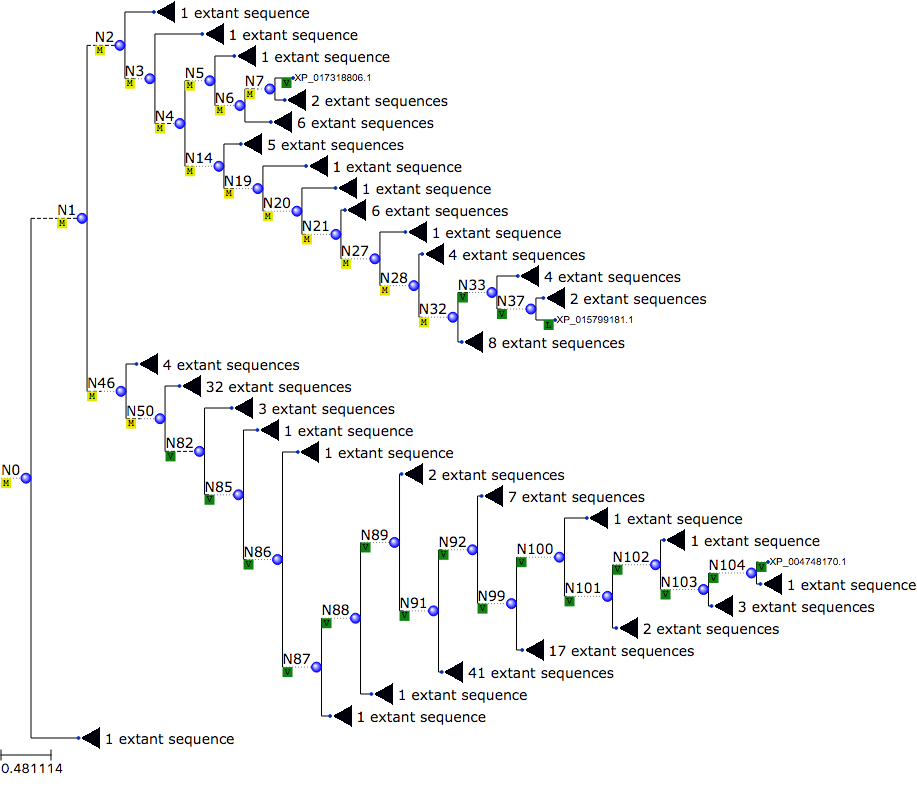 1 extant sequence
N2
M
1 extant sequence
1 extant sequence
N3
M
N5
M
N7
M
XP_017318806.1
V
2 extant sequences
N6
M
6 extant sequences
N4
M
5 extant sequences
N14
M
1 extant sequence
N19
M
1 extant sequence
N20
M
6 extant sequences
N1
M
N21
M
1 extant sequence
N27
M
4 extant sequences
N28
M
4 extant sequences
N33
V
2 extant sequences
N37
V
XP_015799181.1
L
N32
M
8 extant sequences
4 extant sequences
N46
M
32 extant sequences
N50
M
3 extant sequences
N82
V
1 extant sequence
1 extant sequence
N0
M
N85
V
2 extant sequences
7 extant sequences
1 extant sequence
N89
V
N92
V
1 extant sequence
N86
V
N100
V
N102
V
N104
V
XP_004748170.1
V
1 extant sequence
N103
V
3 extant sequences
N101
V
N99
V
N91
V
N88
V
2 extant sequences
17 extant sequences
N87
V
41 extant sequences
1 extant sequence
1 extant sequence
1 extant sequence
0.481114